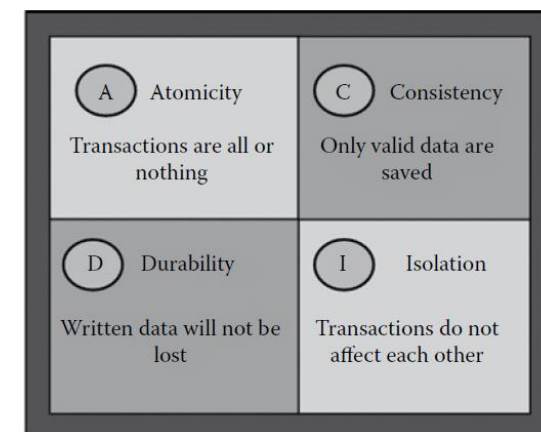 A Atomicity
Transactions are all or
nothing
C Consistency
Only valid data are
saved
D Durability
Written data will not be
lost
I Isolation
Transactions do not
affect each other